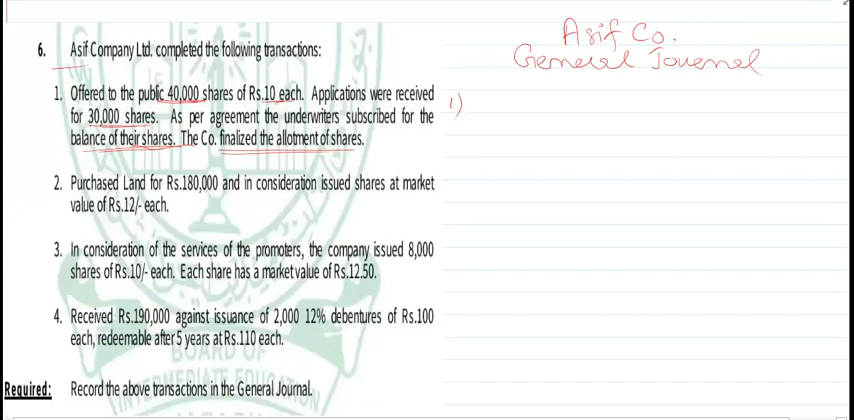 Asif Co.
General Journal
6. Asif Company Ltd. completed the following transactions:
1. Offered to the public 40,000 shares of Rs.10 each. Applications were received
for 30,000 shares. As per agreement the underwriters subscribed for the
balance of their shares. The Co. finalized the allotment of shares.
2. Purchased Land for Rs.180,000 and in consideration issued shares at market
value of Rs.12/- each.
3. In consideration of the services of the promoters, the company issued 8,000
shares of Rs.10/- each. Each share has a market value of Rs.12.50.
4. Received Rs.190,000 against issuance of 2,000 12% debentures of Rs.100
each, redeemable after 5 years at Rs.110 each.
Required: Record the above transactions in the General Journal.
1)
BOARD OF
INTERMEDIATE EDUCATION